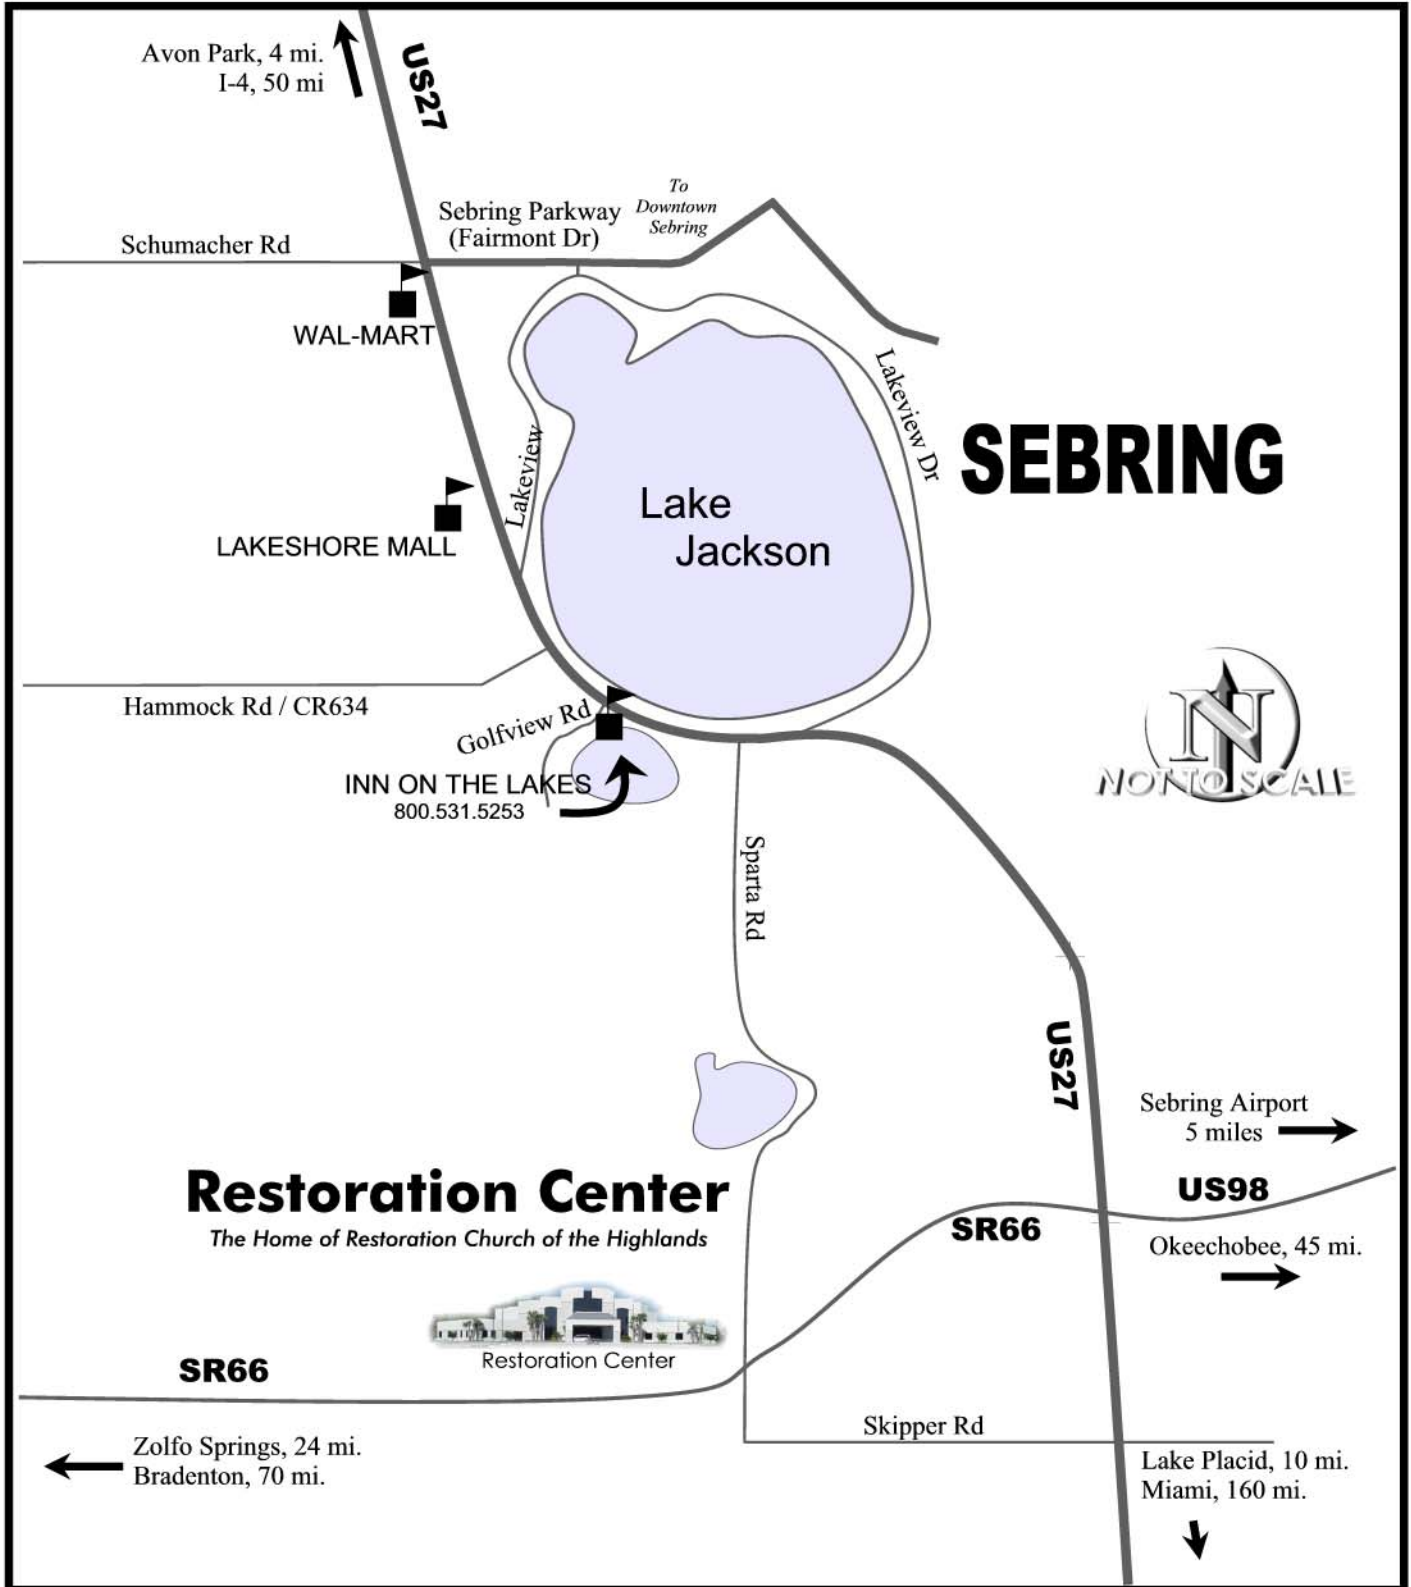 Avon Park, 4 mi.
I-4, 50 mi
US27
To
Downtown
Sebring
Sebring Parkway
(Fairmont Dr)
Schumacher Rd
WAL-MART
Lakeview Dr
Lakeview
SEBRING
Lake
Jackson
LAKESHORE MALL
Hammock Rd / CR634
Golfview Rd
N
NOT TO SCALE
INN ON THE LAKES
800.531.5253
Sparta Rd
US27
Sebring Airport
5 miles
Restoration Center
The Home of Restoration Church of the Highlands
US98
SR66
Okeechobee, 45 mi.
Restoration Center
SR66
Skipper Rd
Zolfo Springs, 24 mi.
Bradenton, 70 mi.
Lake Placid, 10 mi.
Miami, 160 mi.